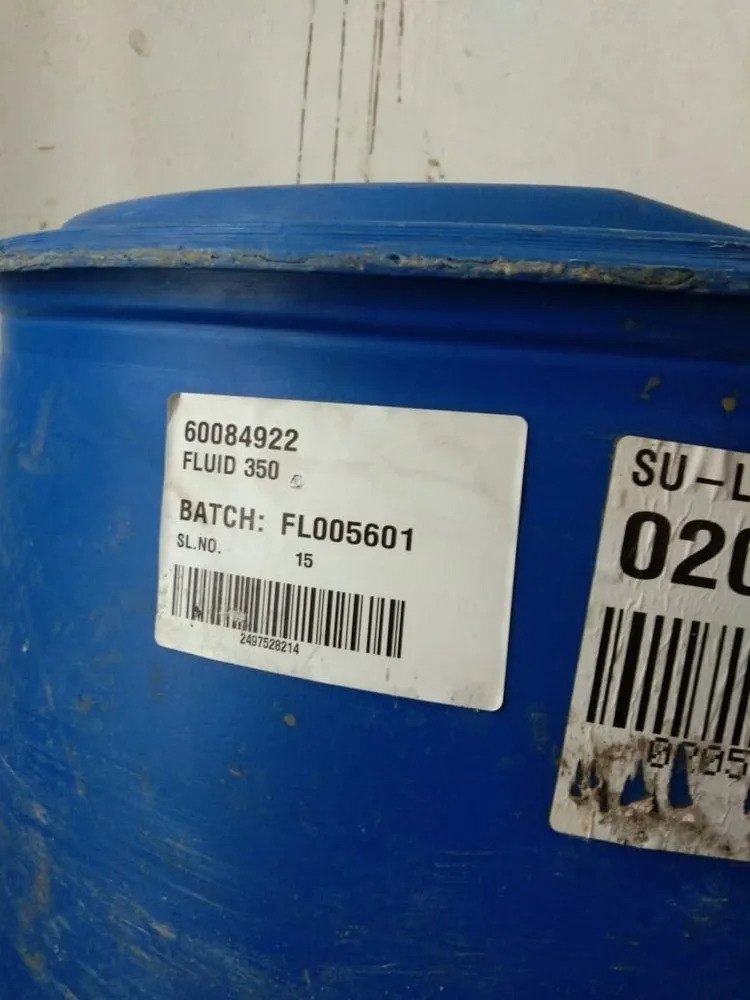 60084922
FLUID 350
BATCH: FL005601
SL.NO. 15
2497528214
SU-L
020